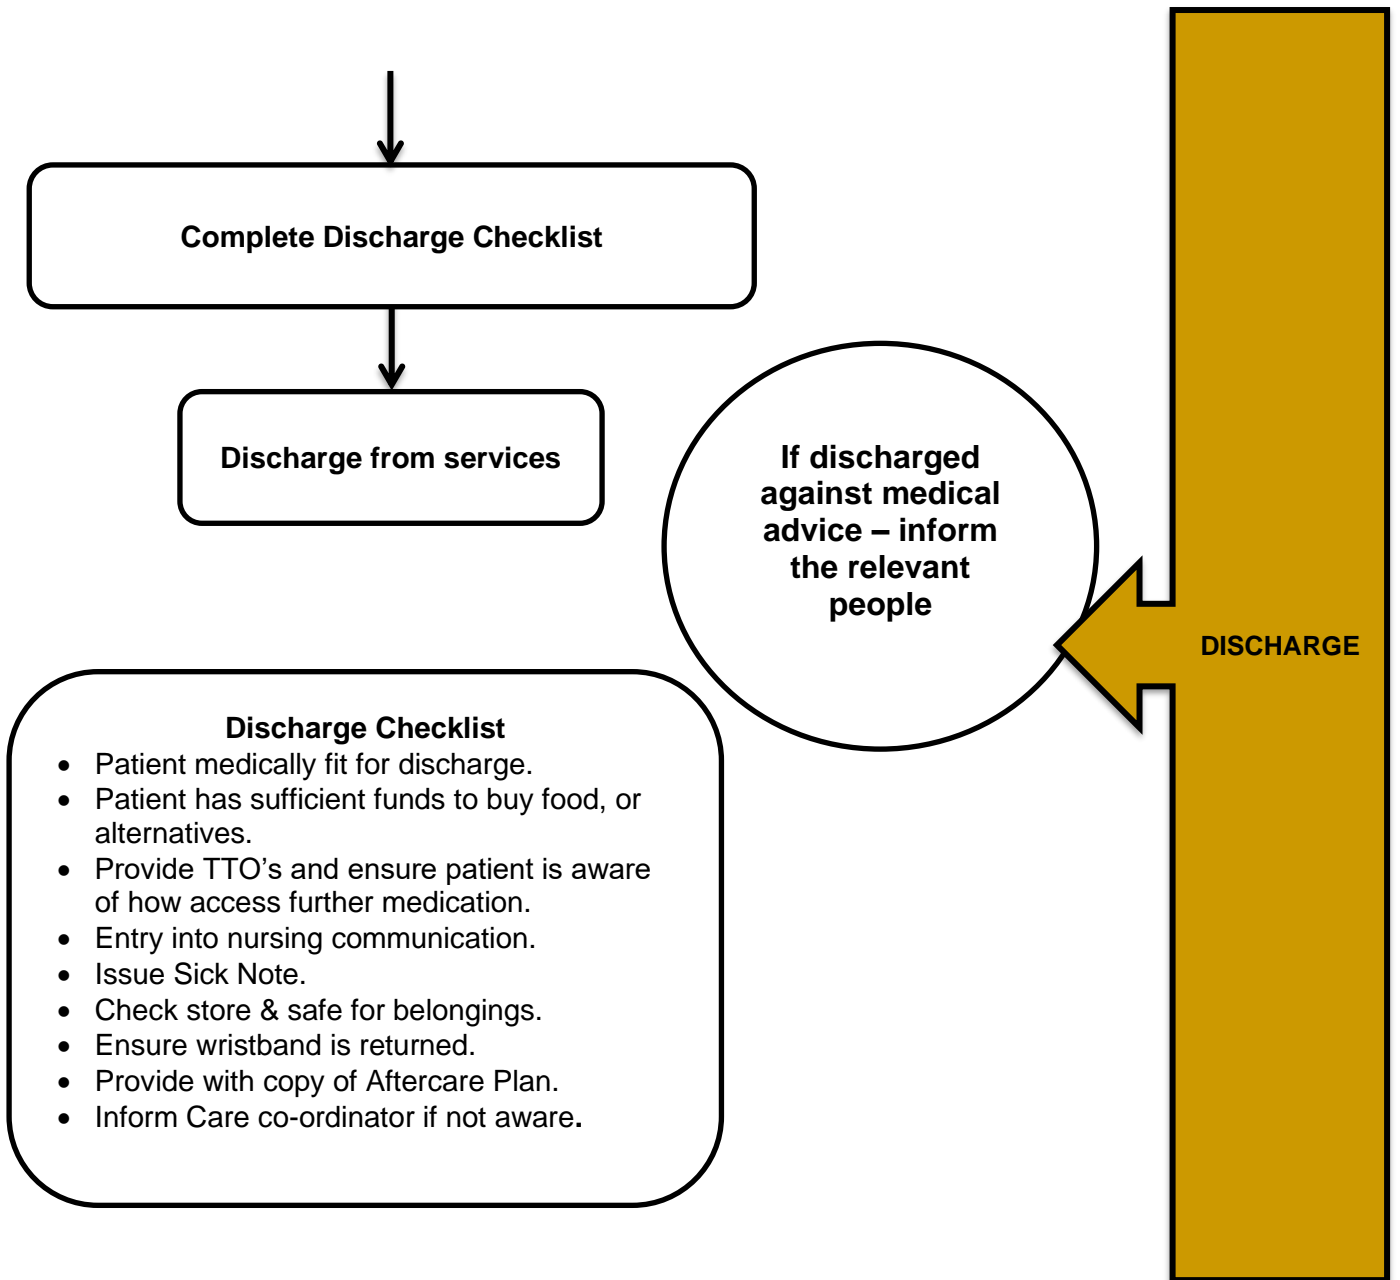 Complete Discharge Checklist
Discharge from services
If discharged
against medical
advice – inform
the relevant
people
DISCHARGE
Discharge Checklist
• Patient medically fit for discharge.
• Patient has sufficient funds to buy food, or
alternatives.
• Provide TTO’s and ensure patient is aware
of how access further medication.
• Entry into nursing communication.
• Issue Sick Note.
• Check store & safe for belongings.
• Ensure wristband is returned.
• Provide with copy of Aftercare Plan.
• Inform Care co-ordinator if not aware.